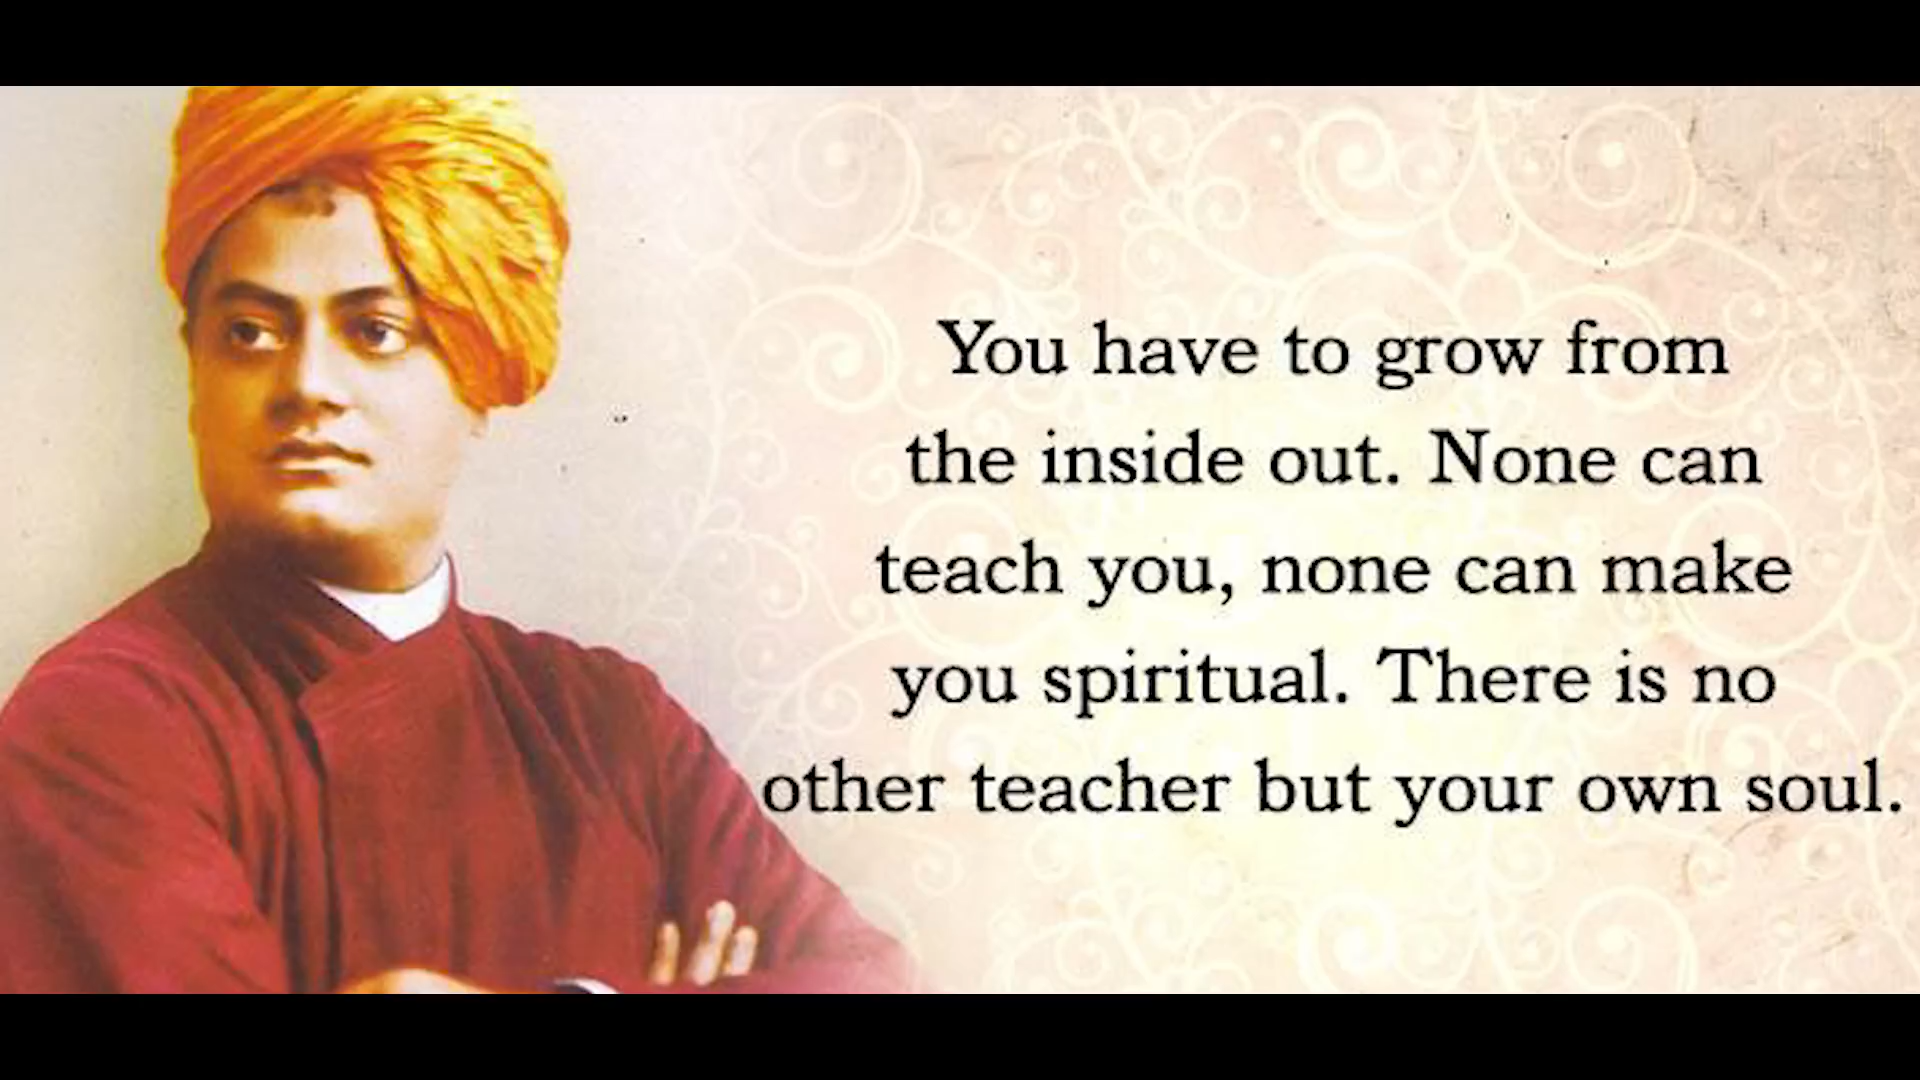 You have to grow from
the inside out. None can
teach you, none can make
you spiritual. There is no
other teacher but your own soul.